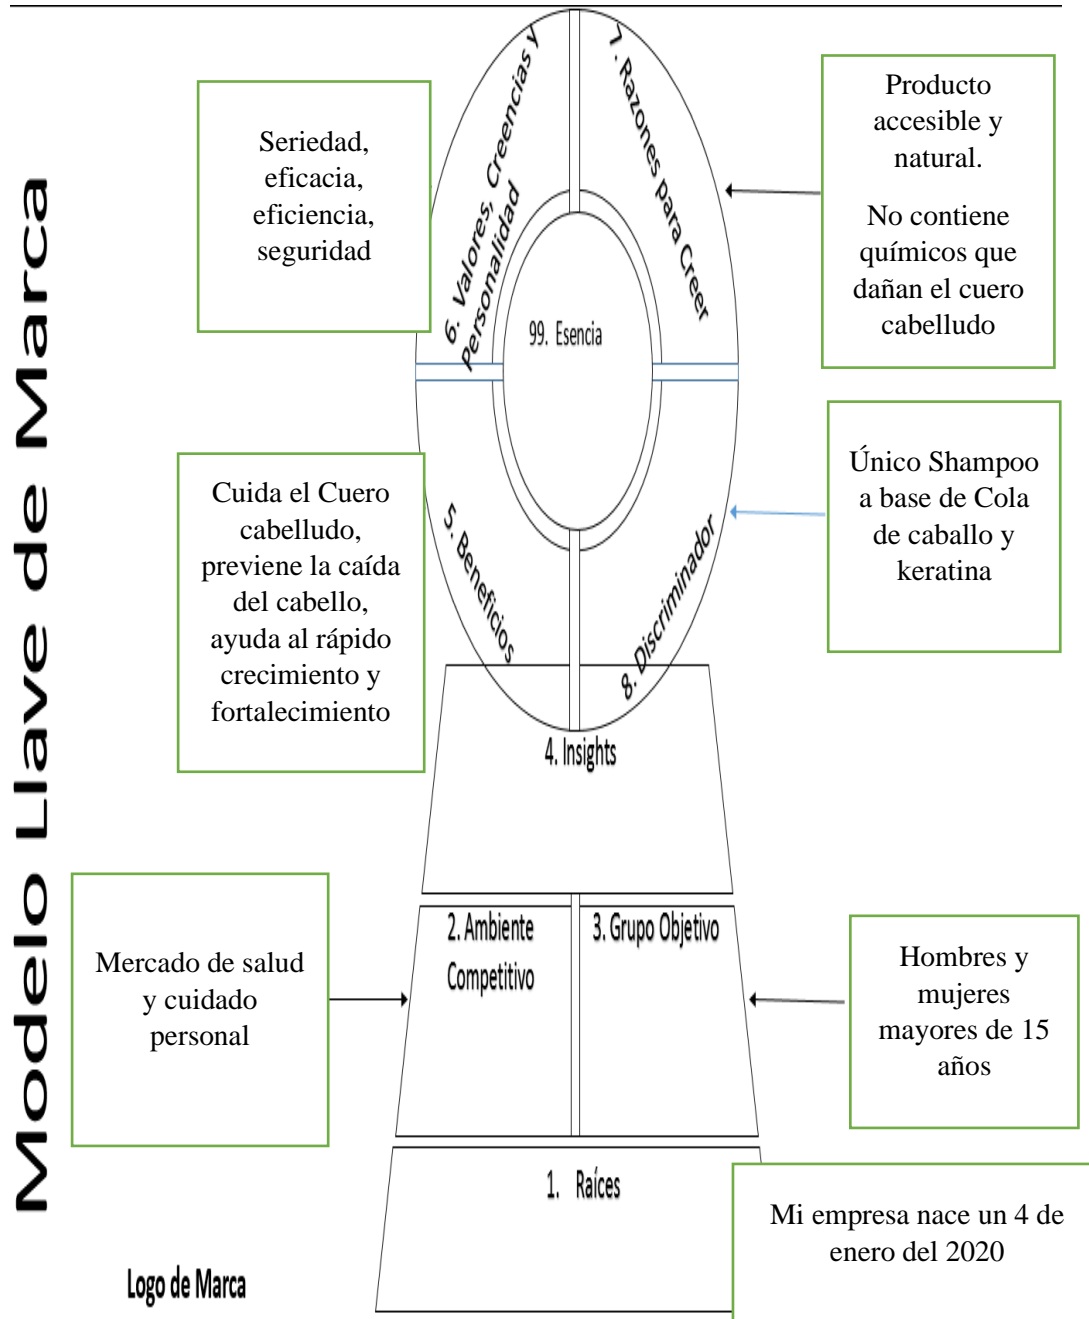 Modelo Llave de Marca
Seriedad,
eficacia,
eficiencia,
seguridad
6. Valores, Creencias y
Personalidad
7. Razones para Creer
Producto
accesible y
natural.
No contiene
químicos que
dañan el cuero
cabelludo
99. Esencia
Cuida el Cuero
cabelludo,
previene la caída
del cabello,
ayuda al rápido
crecimiento y
fortalecimiento
5. Beneficios
8. Discriminador
Único Shampoo
a base de Cola
de caballo y
keratina
4. Insights
Mercado de salud
y cuidado
personal
2. Ambiente
Competitivo
3. Grupo Objetivo
Hombres y
mujeres
mayores de 15
años
1. Raíces
Mi empresa nace un 4 de
enero del 2020
Logo de Marca